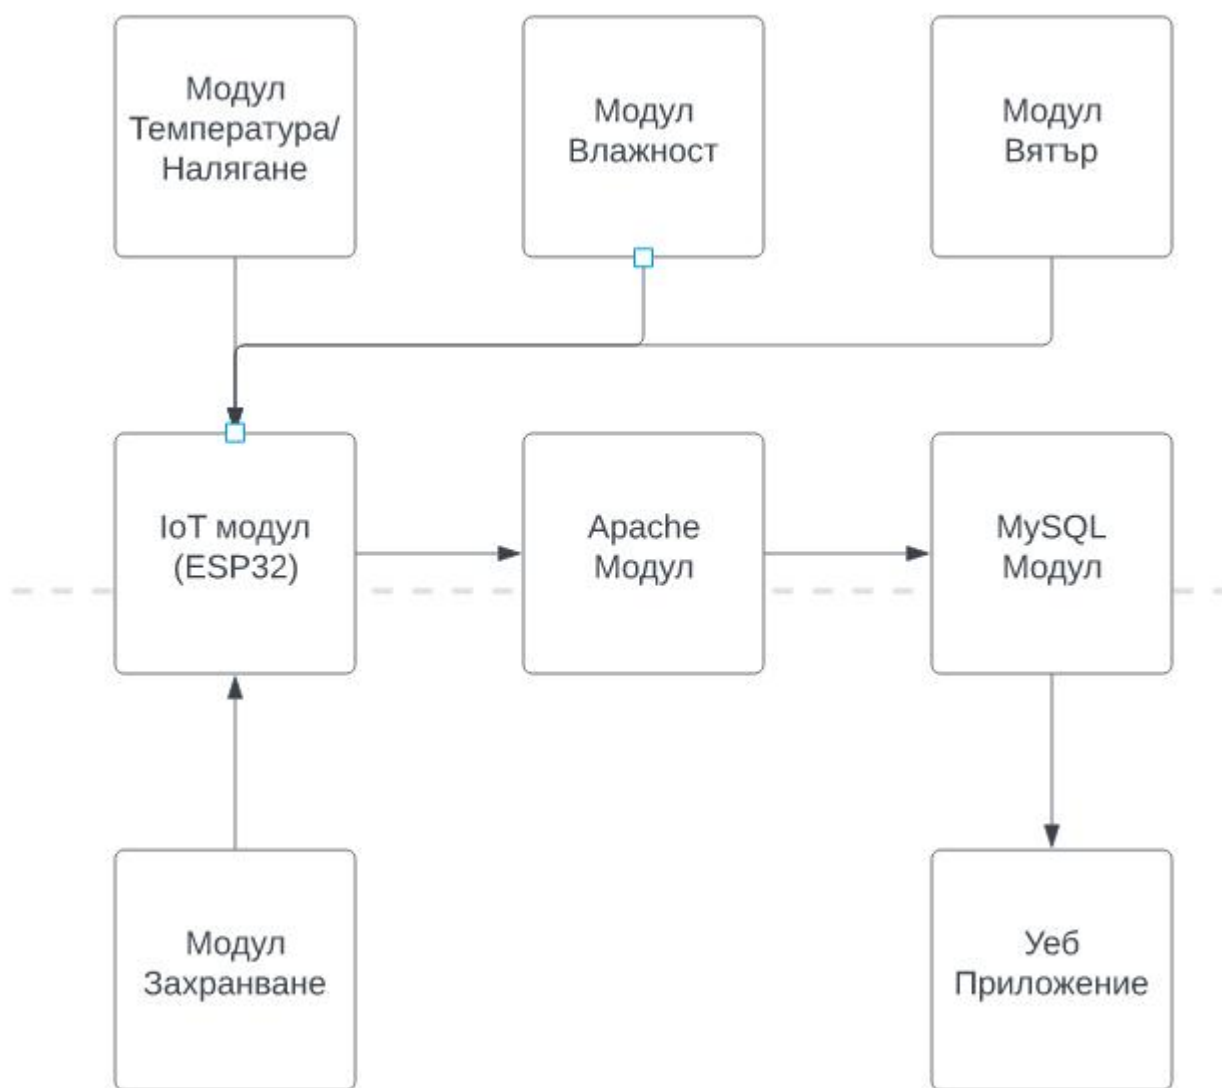 Модул
Температура/
Налягане
Модул
Влажност
Модул
Вятър
IoT модул
(ESP32)
Apache
Модул
MySQL
Модул
Модул
Захранване
Уеб
Приложение